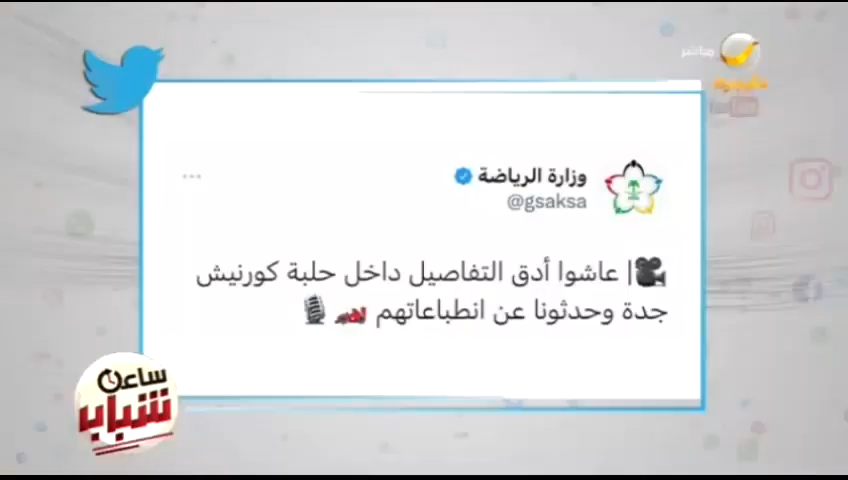 مباشر
وزارة الرياضة
@gsaksa
🎥| عاشوا أدق التفاصيل داخل حلبة كورنيش
جدة وحدثونا عن انطباعاتهم 🏎️ 🎙️
ساعة
شباب